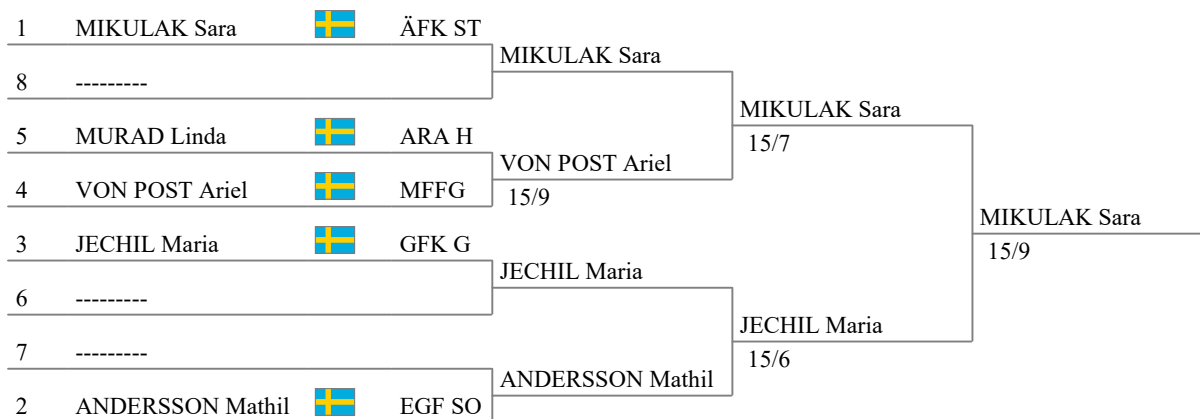 1 MIKULAK Sara ÄFK ST
MIKULAK Sara
8 ---------
MIKULAK Sara
15/7
5 MURAD Linda ARA H
VON POST Ariel
15/9
4 VON POST Ariel MFFG
MIKULAK Sara
15/9
3 JECHIL Maria GFK G
JECHIL Maria
6 ---------
JECHIL Maria
15/6
7 ---------
ANDERSSON Mathil
2 ANDERSSON Mathil EGF SO